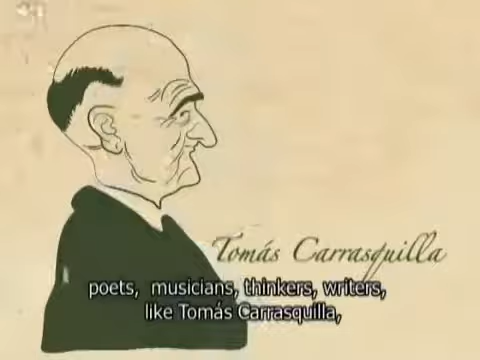 Tomás Carrasquilla
poets, musicians, thinkers, writers,
like Tomás Carrasquilla,